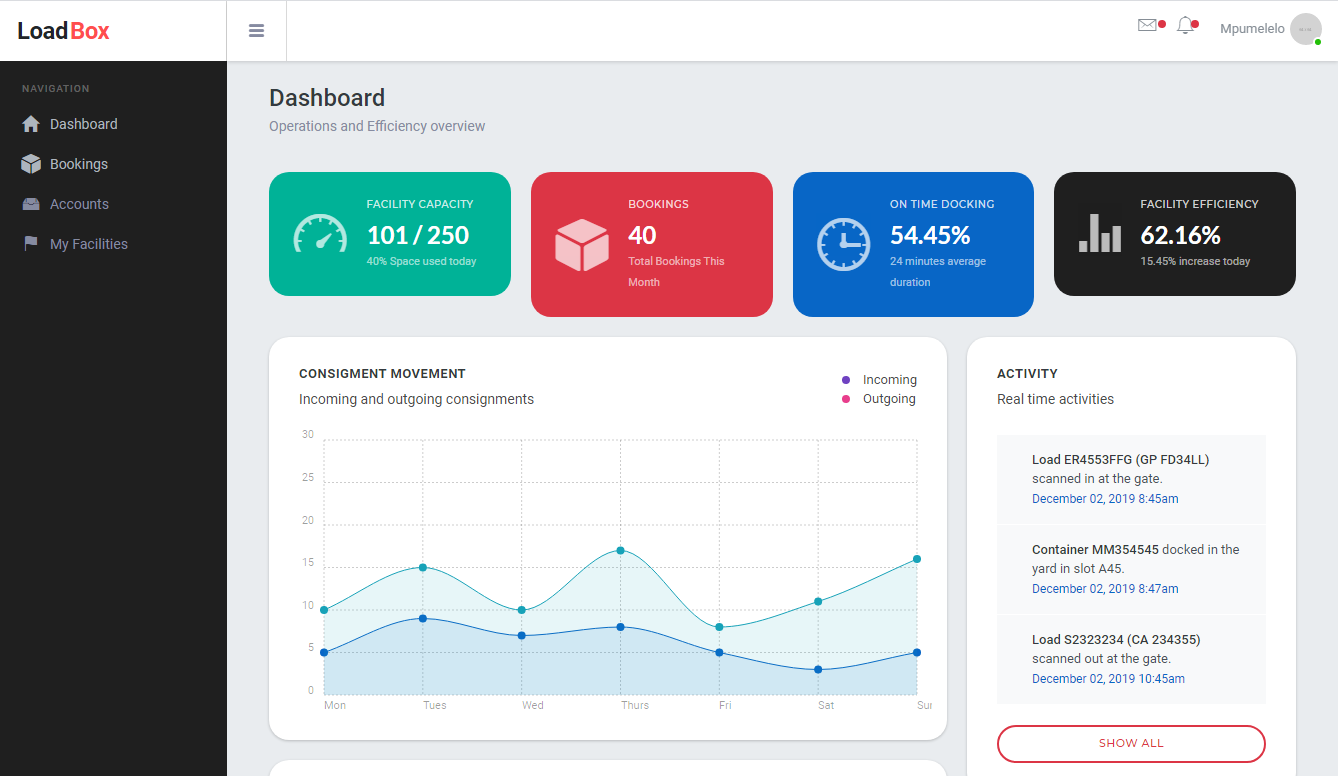 LoadBox
Mpumelelo
NAVIGATION
Dashboard
Bookings
Accounts
My Facilities
Dashboard
Operations and Efficiency overview
FACILITY CAPACITY
101 / 250
40% Space used today
BOOKINGS
40
Total Bookings This
Month
ON TIME DOCKING
54.45%
24 minutes average
duration
FACILITY EFFICIENCY
62.16%
15.45% increase today
CONSIGMENT MOVEMENT
Incoming and outgoing consignments
Incoming
Outgoing
30
25
20
15
10
5
0
Mon Tues Wed Thurs Fri Sat Sun
ACTIVITY
Real time activities
Load ER4553FFG (GP FD34LL)
scanned in at the gate.
December 02, 2019 8:45am
Container MM354545 docked in the
yard in slot A45.
December 02, 2019 8:47am
Load S2323234 (CA 234355)
scanned out at the gate.
December 02, 2019 10:45am
SHOW ALL